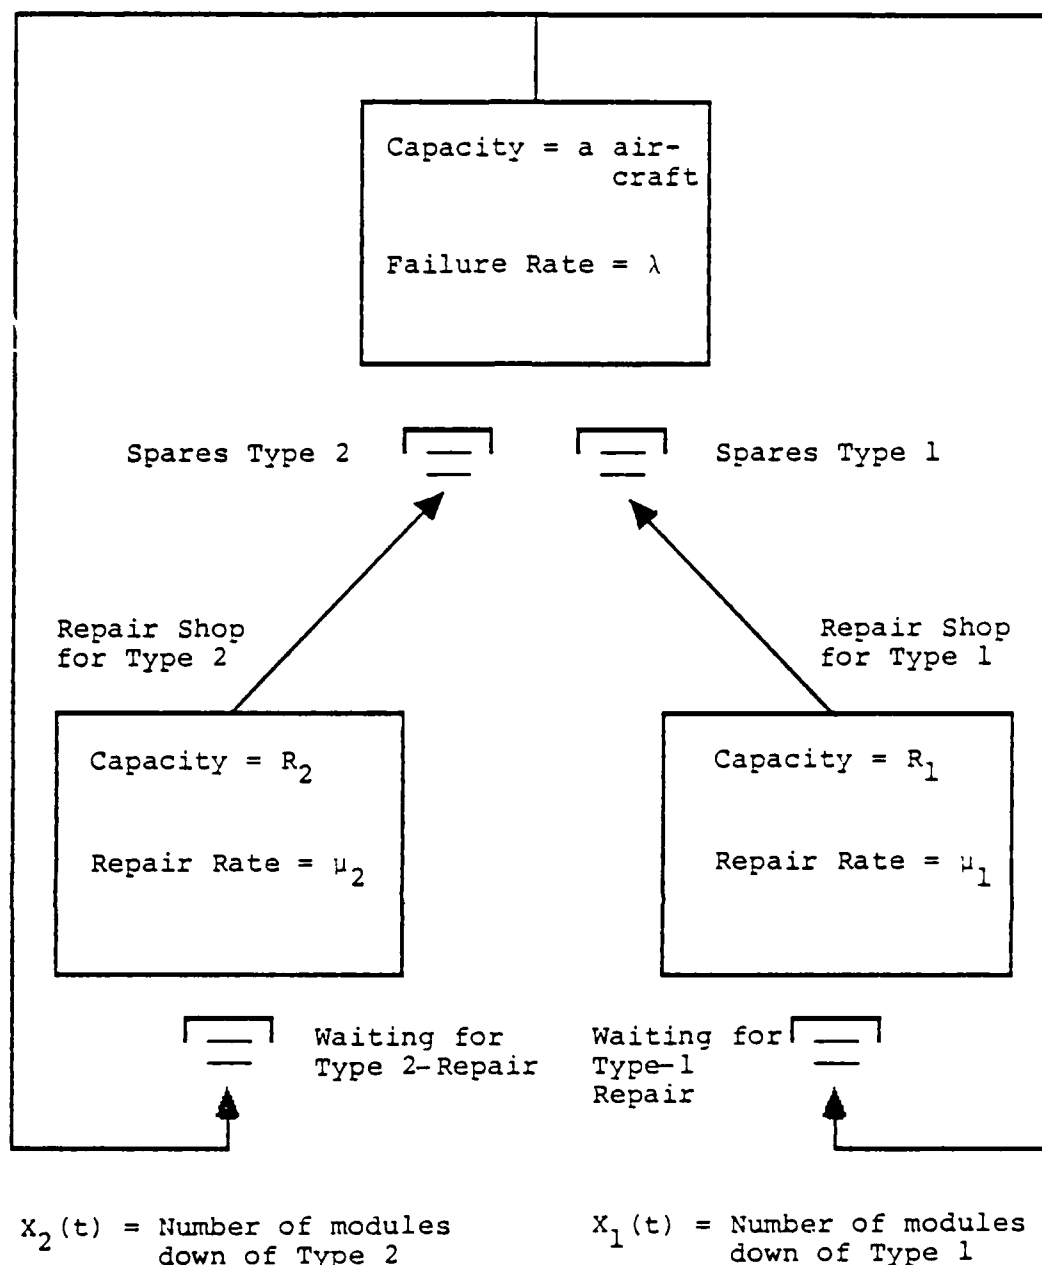 Capacity = a air-
craft
Failure Rate = λ
Spares Type 2
Spares Type 1
Repair Shop
for Type 2
Repair Shop
for Type 1
Capacity = R₂
Repair Rate = μ₂
Capacity = R₁
Repair Rate = μ₁
Waiting for
Type 2-Repair
Waiting for
Type-1
Repair
X₂(t) = Number of modules
down of Type 2
X₁(t) = Number of modules
down of Type 1